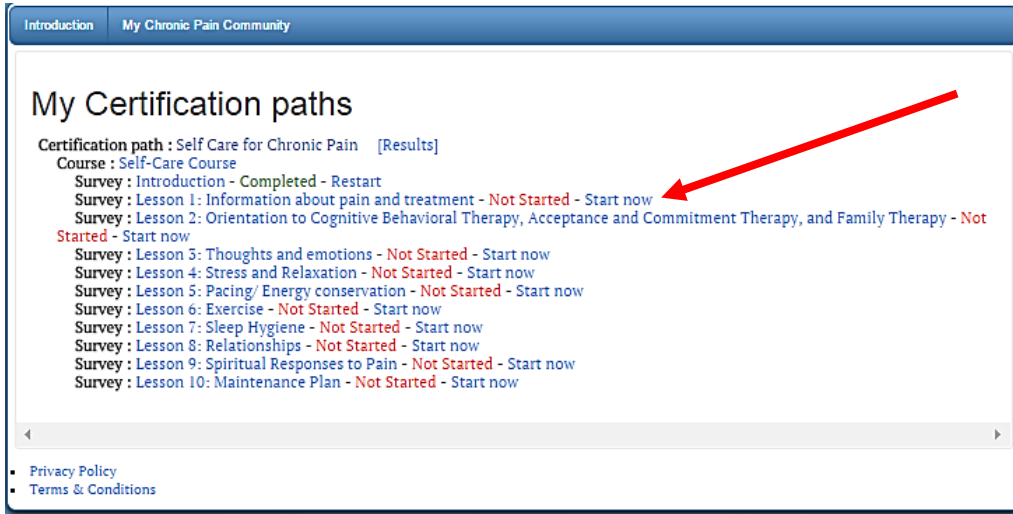 Introduction My Chronic Pain Community
My Certification paths
Certification path : Self Care for Chronic Pain [Results]
Course : Self-Care Course
Survey : Introduction - Completed - Restart
Survey : Lesson 1: Information about pain and treatment - Not Started - Start now
Survey : Lesson 2: Orientation to Cognitive Behavioral Therapy, Acceptance and Commitment Therapy, and Family Therapy - Not
Started - Start now
Survey : Lesson 3: Thoughts and emotions - Not Started - Start now
Survey : Lesson 4: Stress and Relaxation - Not Started - Start now
Survey : Lesson 5: Pacing/ Energy conservation - Not Started - Start now
Survey : Lesson 6: Exercise - Not Started - Start now
Survey : Lesson 7: Sleep Hygiene - Not Started - Start now
Survey : Lesson 8: Relationships - Not Started - Start now
Survey : Lesson 9: Spiritual Responses to Pain - Not Started - Start now
Survey : Lesson 10: Maintenance Plan - Not Started - Start now
Privacy Policy
Terms & Conditions